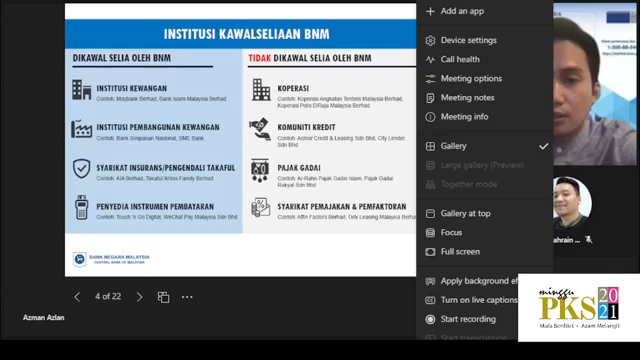 INSTITUSI KAWALSELIAAN BNM
DIKAWAL SELIA OLEH BNM
INSTITUSI KEWANGAN
Contoh: Maybank Berhad, Bank Islam Malaysia Berhad
INSTITUSI PEMBANGUNAN KEWANGAN
Contoh: Bank Simpanan Nasional, SME Bank
SYARIKAT INSURANS/PENGENDALI TAKAFUL
Contoh: AIA Berhad, Takaful Ikhlas Family Berhad
PENYEDIA INSTRUMEN PEMBAYARAN
Contoh: Touch 'n Go Digital, WeChat Pay Malaysia Sdn Bhd
TIDAK DIKAWAL SELIA OLEH BNM
KOPERASI
Contoh: Koperasi Angkatan Tentera Malaysia Berhad,
Koperasi Polis DiRaja Malaysia Berhad
KOMUNITI KREDIT
Contoh: Aemar Credit & Leasing Sdn Bhd, City Lender
Sdn Bhd
PAJAK GADAI
Contoh: Ar-Rahn Pajak Gadai Islam, Pajak Gadai
Rakyat Sdn Bhd
SYARIKAT PEMAJAKAN & PEMFAKTORAN
Contoh: Affin Factors Berhad, Orix Leasing Malaysia Berha
BANK NEGARA MALAYSIA
CENTRAL BANK OF MALAYSIA
4 of 22
Azman Azlan
Add an app
Device settings
Call health
Meeting options
Meeting notes
Meeting info
Gallery
Large gallery (Preview)
Together mode
Gallery at top
Focus
Full screen
Apply background ef
Turn on live captions
Start recording
Start transcription
ahrain
minggu
PKS
2021
Mula Berdikit • Azam Melangit